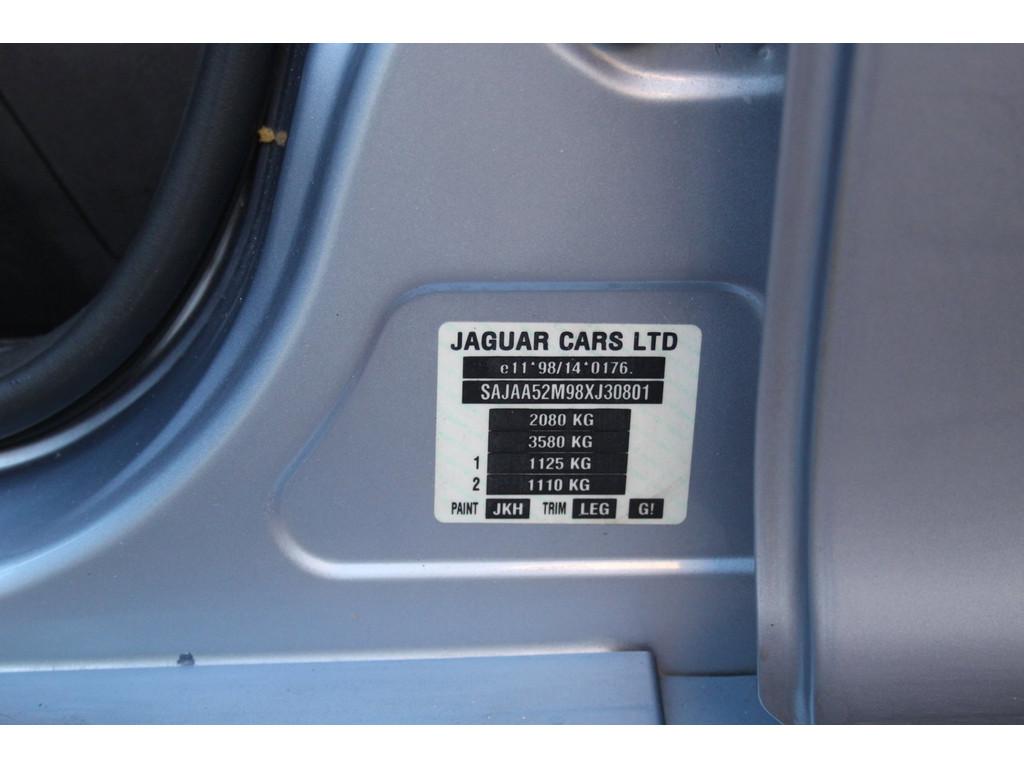 JAGUAR CARS LTD
e11*98/14*0176.
SAJAA52M98XJ30801
2080 KG
3580 KG
1 1125 KG
2 1110 KG
PAINT JKH TRIM LEG G!